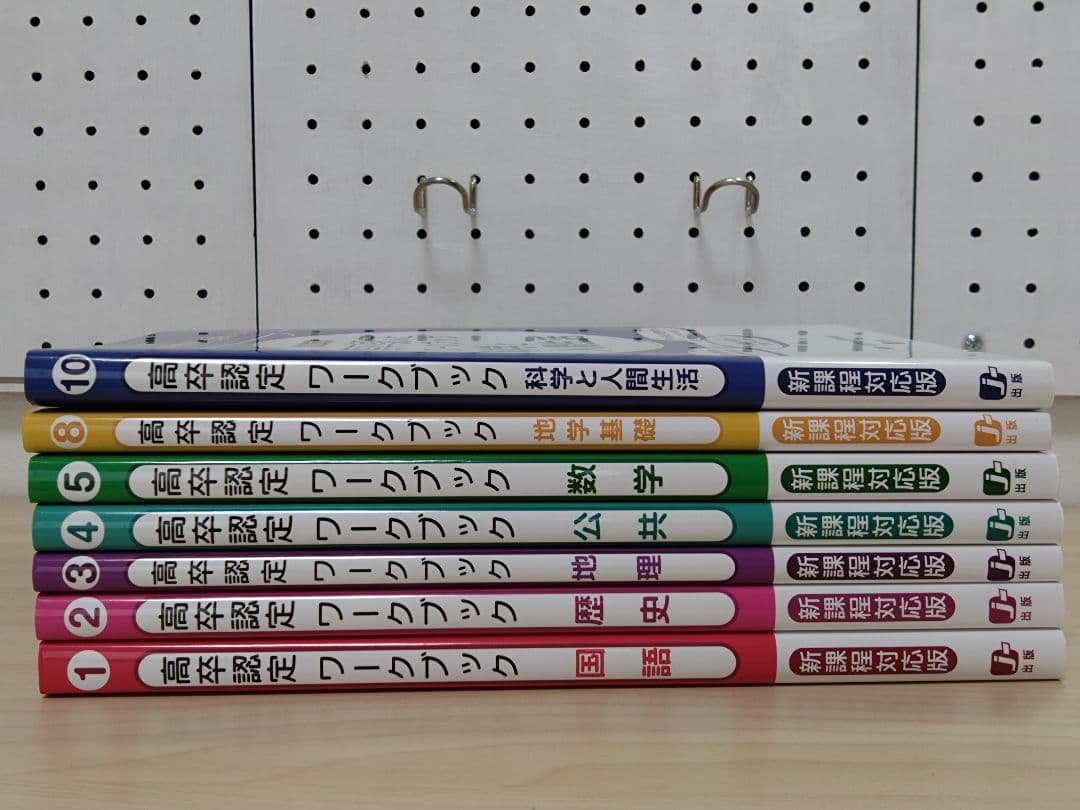 10 高卒認定 ワークブック 科学と人間生活 新課程対応版 J- 出版
8 高卒認定 ワークブック 地学基礎 新課程対応版 J- 出版
5 高卒認定 ワークブック 数学 新課程対応版 J- 出版
4 高卒認定 ワークブック 公共 新課程対応版 J- 出版
3 高卒認定 ワークブック 地理 新課程対応版 J- 出版
2 高卒認定 ワークブック 歴史 新課程対応版 J- 出版
1 高卒認定 ワークブック 国語 新課程対応版 J- 出版